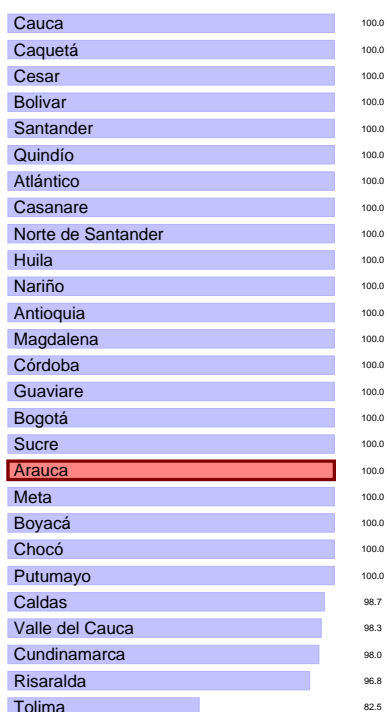 Cauca 100.0
Caquetá 100.0
Cesar 100.0
Bolivar 100.0
Santander 100.0
Quindío 100.0
Atlántico 100.0
Casanare 100.0
Norte de Santander 100.0
Huila 100.0
Nariño 100.0
Antioquia 100.0
Magdalena 100.0
Córdoba 100.0
Guaviare 100.0
Bogotá 100.0
Sucre 100.0
Arauca 100.0
Meta 100.0
Boyacá 100.0
Chocó 100.0
Putumayo 100.0
Caldas 98.7
Valle del Cauca 98.3
Cundinamarca 98.0
Risaralda 96.8
Tolima 82.5